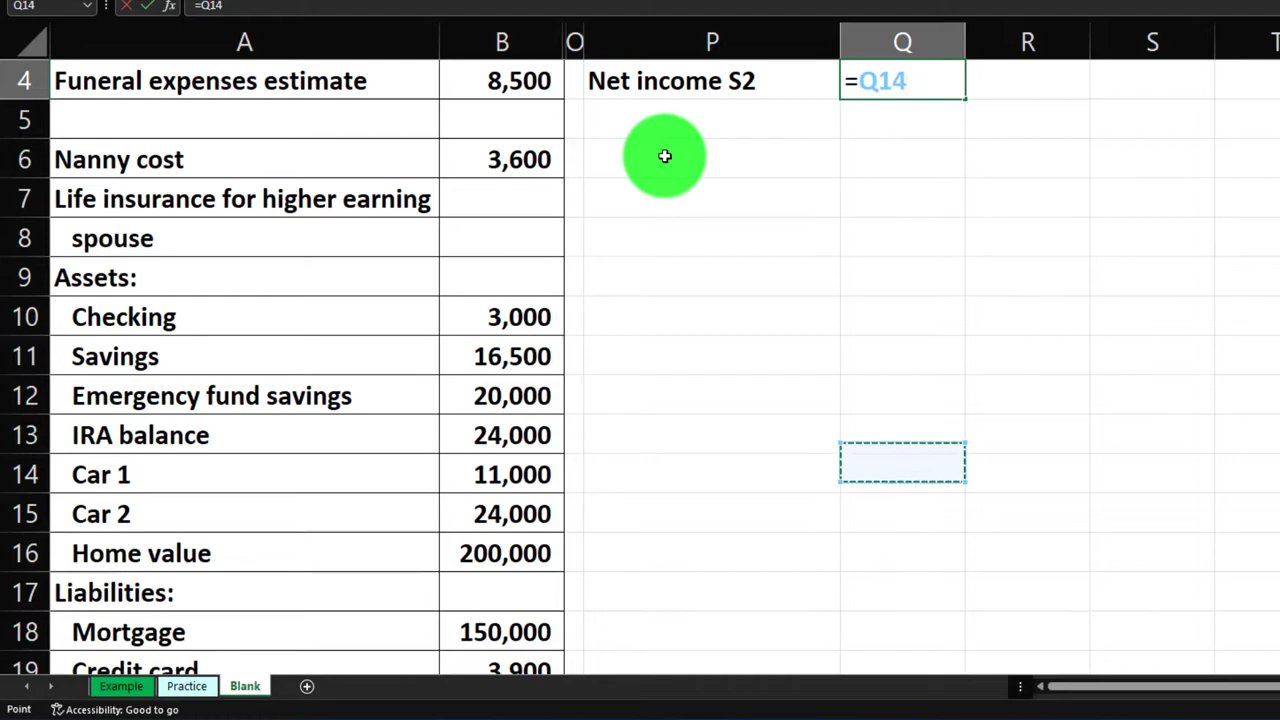 Q14 fx =Q14
A B O P Q R S T
4 Funeral expenses estimate 8,500 Net income S2 =Q14
5
6 Nanny cost 3,600
7 Life insurance for higher earning
8 spouse
9 Assets:
10 Checking 3,000
11 Savings 16,500
12 Emergency fund savings 20,000
13 IRA balance 24,000
14 Car 1 11,000
15 Car 2 24,000
16 Home value 200,000
17 Liabilities:
18 Mortgage 150,000
19 Credit card 3,900
Example Practice Blank
Point Accessibility: Good to go